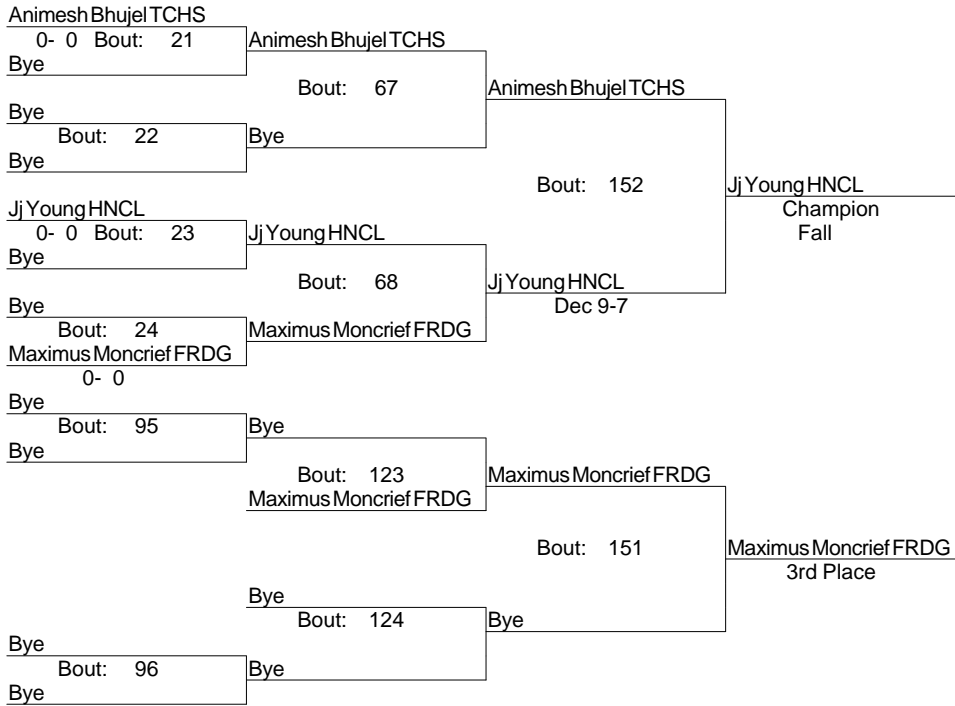 Animesh Bhujel TCHS
0- 0 Bout: 21 Animesh Bhujel TCHS
Bye
Bout: 67 Animesh Bhujel TCHS
Bye
Bout: 22 Bye
Bye
Bout: 152 Jj Young HNCL
Jj Young HNCL Champion
0- 0 Bout: 23 Jj Young HNCL Fall
Bye
Bout: 68 Jj Young HNCL
Bye Dec 9-7
Bout: 24 Maximus Moncrief FRDG
Maximus Moncrief FRDG
0- 0
Bye
Bout: 95 Bye
Bye
Bout: 123 Maximus Moncrief FRDG
Maximus Moncrief FRDG
Bout: 151 Maximus Moncrief FRDG
3rd Place
Bye
Bout: 124 Bye
Bye
Bout: 96 Bye
Bye